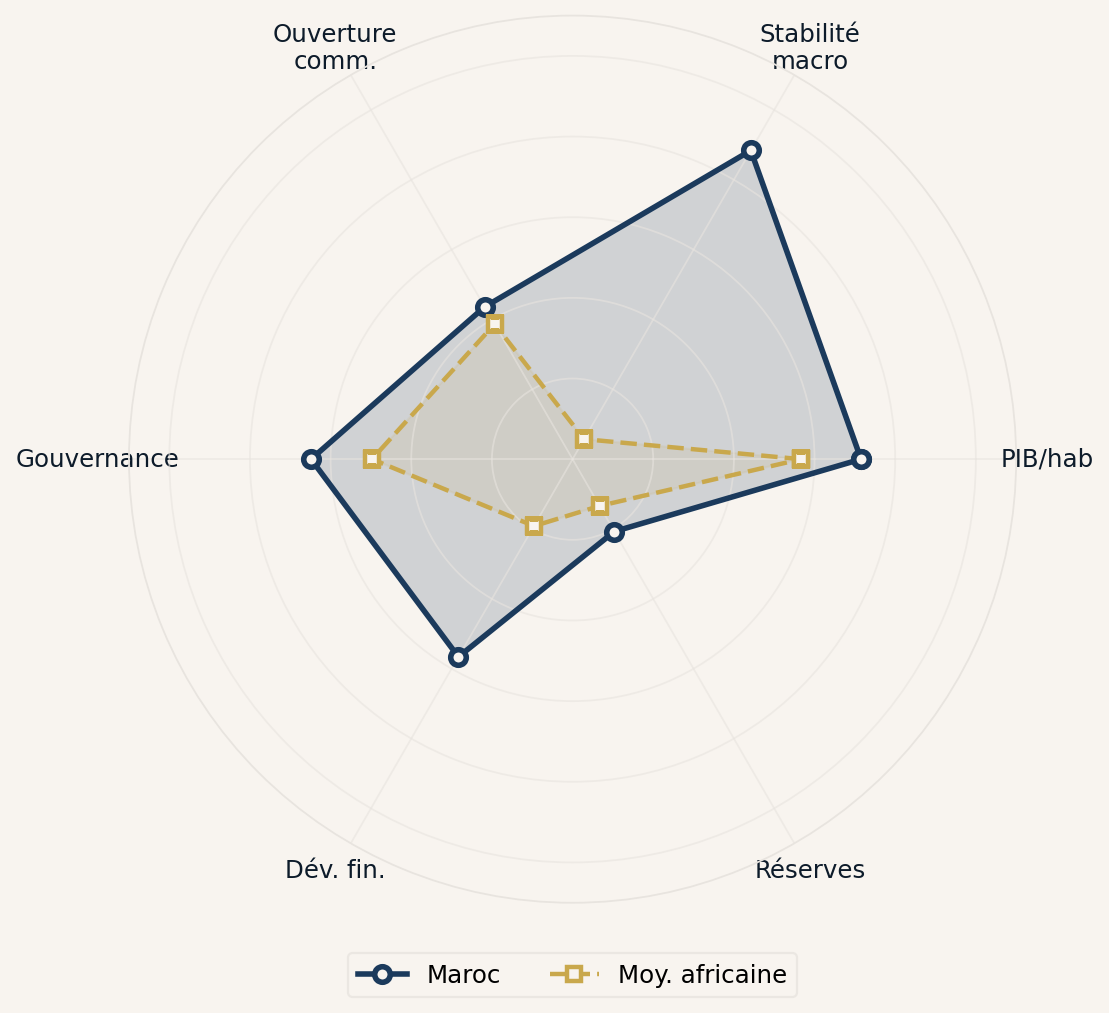 Ouverture
comm.
Stabilité
macro
Gouvernance
PIB/hab
Dév. fin.
Réserves
Maroc
Moy. africaine